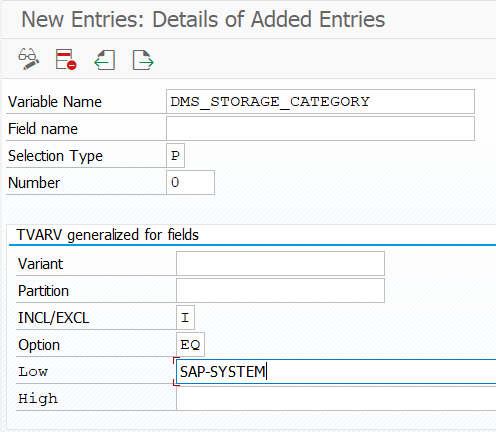 New Entries: Details of Added Entries
Variable Name DMS_STORAGE_CATEGORY
Field name
Selection Type P
Number 0
TVARV generalized for fields
Variant
Partition
INCL/EXCL I
Option EQ
Low SAP-SYSTEM
High